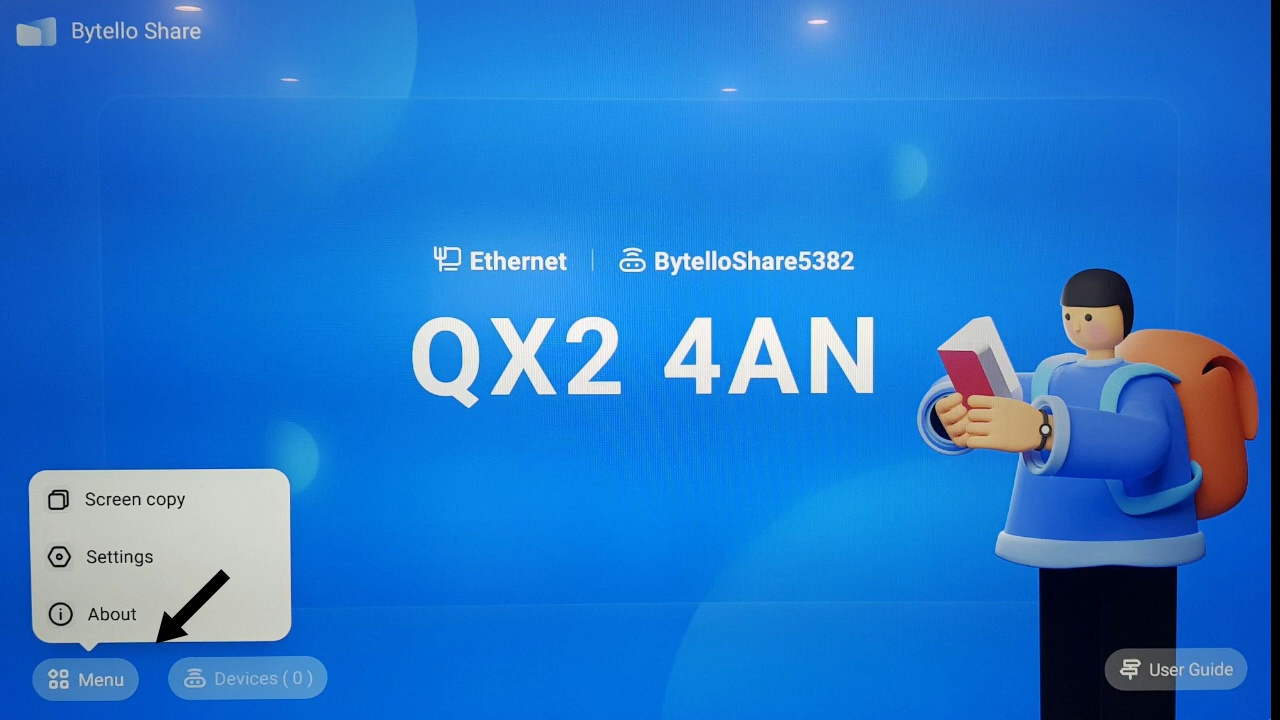 Bytello Share
Ethernet | BytelloShare5382
QX2 4AN
Screen copy
Settings
About
Menu
Devices ( 0 )
User Guide